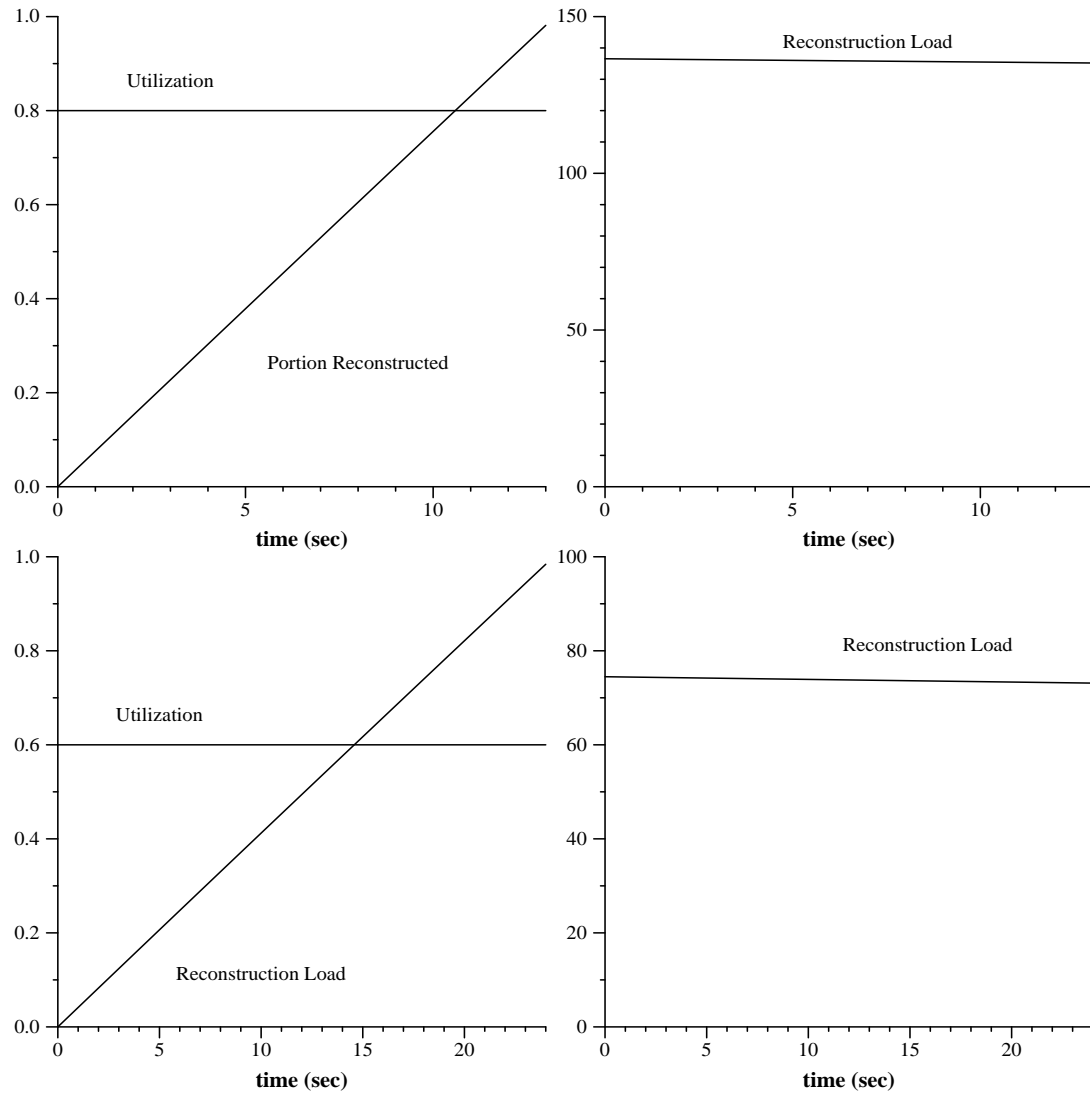 1.0
0.8
0.6
0.4
0.2
0.0
Utilization
Portion Reconstructed
0 5 10
time (sec)
150
100
50
0
Reconstruction Load
0 5 10
time (sec)
1.0
0.8
0.6
0.4
0.2
0.0
Utilization
Reconstruction Load
0 5 10 15 20
time (sec)
100
80
60
40
20
0
Reconstruction Load
0 5 10 15 20
time (sec)